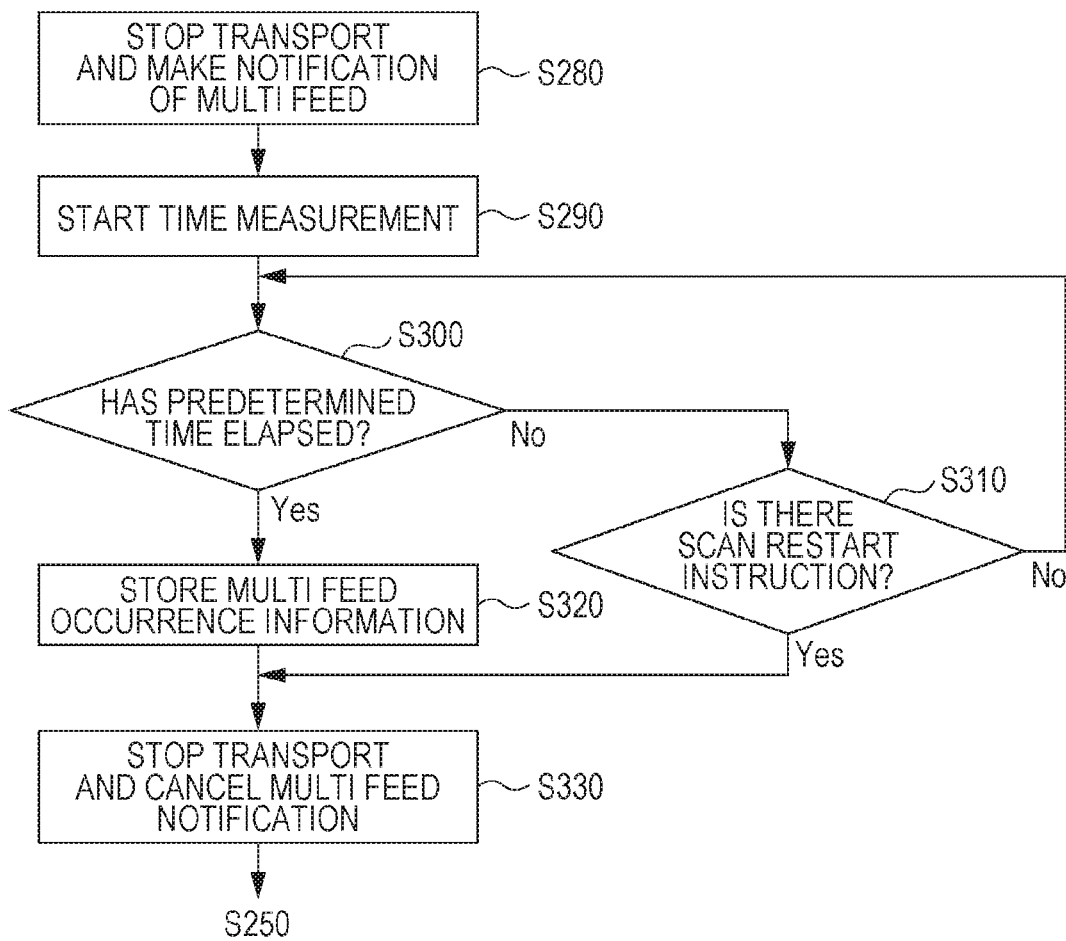 STOP TRANSPORT
AND MAKE NOTIFICATION
OF MULTI FEED
S280
START TIME MEASUREMENT
S290
S300
HAS PREDETERMINED
TIME ELAPSED?
No
Yes
S310
IS THERE
SCAN RESTART
INSTRUCTION?
No
Yes
STORE MULTI FEED
OCCURRENCE INFORMATION
S320
STOP TRANSPORT
AND CANCEL MULTI FEED
NOTIFICATION
S330
S250